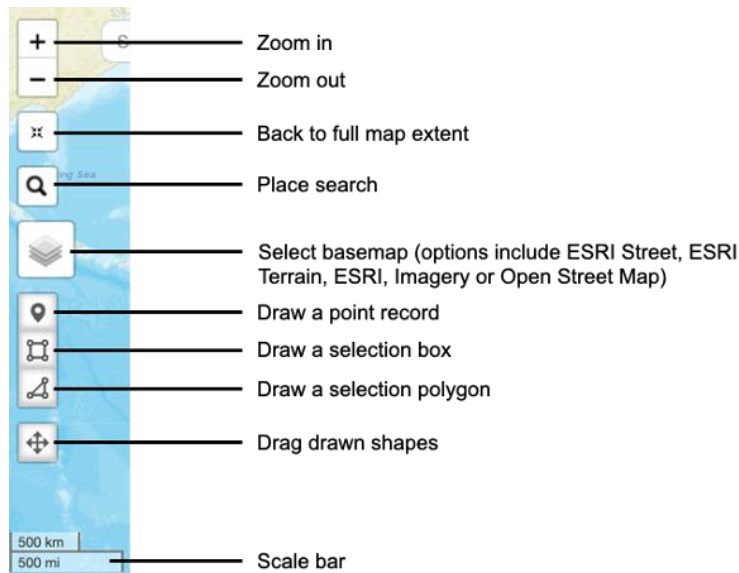 +
S
Zoom in
−
Zoom out
Back to full map extent
Place search
Select basemap (options include ESRI Street, ESRI
Terrain, ESRI, Imagery or Open Street Map)
Draw a point record
Draw a selection box
Draw a selection polygon
Drag drawn shapes
500 km
500 mi
Scale bar